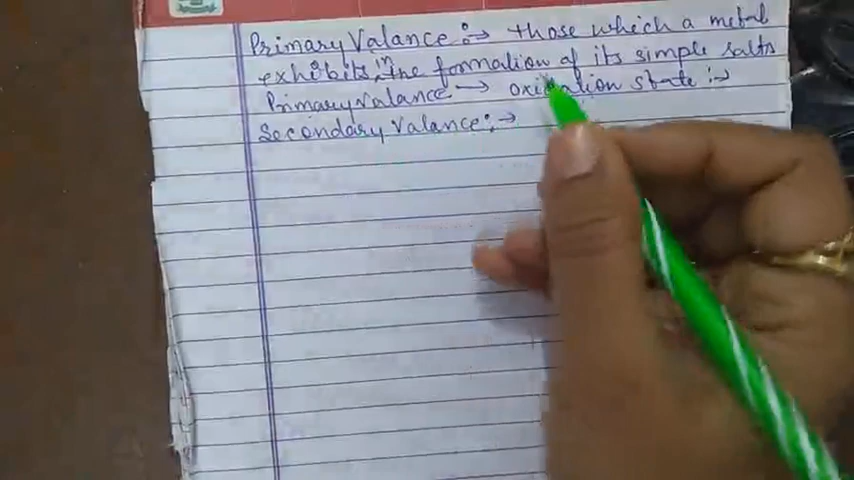 Primary Valance :→ those which a metal
exhibits in the formation of its simple salts
Primary Valance → oxidation state :→
Secondary Valance :→